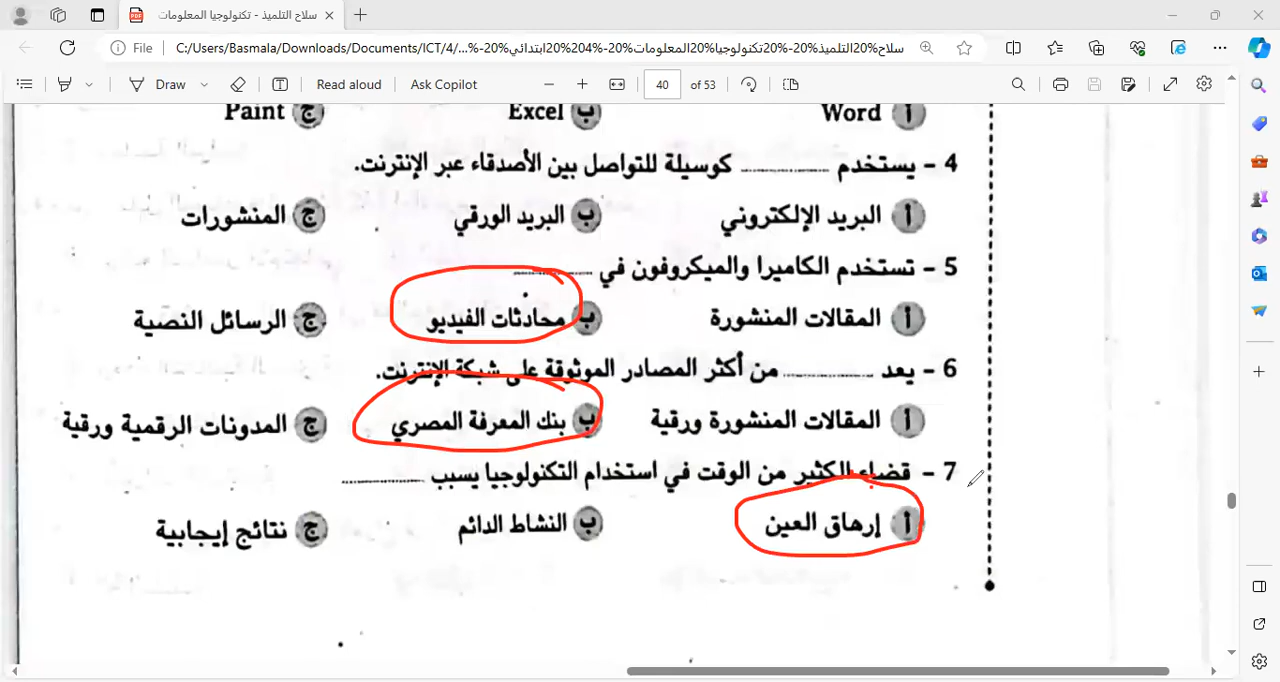 سلاح التلميذ - تكنولوجيا المعلومات
File C:/Users/Basmala/Downloads/Documents/ICT/4/سلاح%20التلميذ%20-%20تكنولوجيا%20المعلومات%20-%204%20ابتدائي%20-%20...
Draw Read aloud Ask Copilot 40 of 53
أ Word ب Excel ج Paint
4 - يستخدم ............ كوسيلة للتواصل بين الأصدقاء عبر الإنترنت.
أ البريد الإلكتروني ب البريد الورقي ج المنشورات
5 - تستخدم الكاميرا والميكروفون في ............
أ المقالات المنشورة ب محادثات الفيديو ج الرسائل النصية
6 - يعد ............ من أكثر المصادر الموثوقة على شبكة الإنترنت.
أ المقالات المنشورة ورقية ب بنك المعرفة المصري ج المدونات الرقمية ورقية
7 - قضاء الكثير من الوقت في استخدام التكنولوجيا يسبب ............
أ إرهاق العين ب النشاط الدائم ج نتائج إيجابية